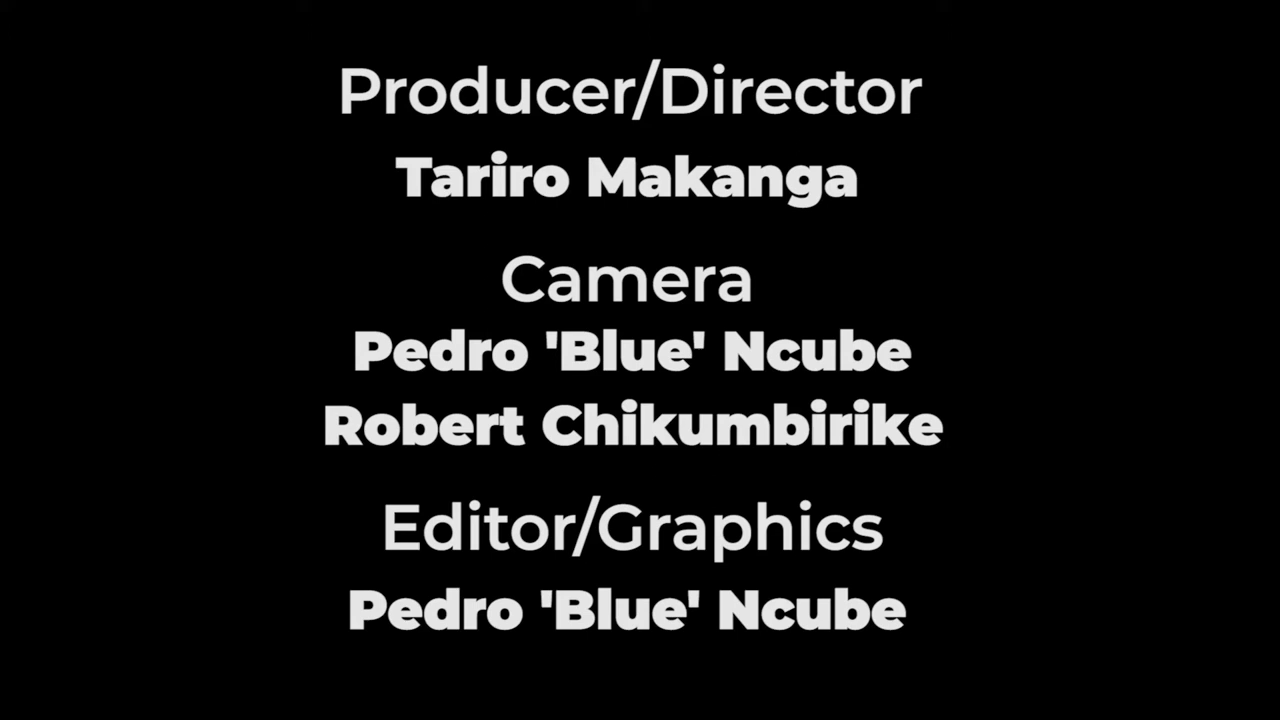 Producer/Director
Tariro Makanga
Camera
Pedro 'Blue' Ncube
Robert Chikumbirike
Editor/Graphics
Pedro 'Blue' Ncube